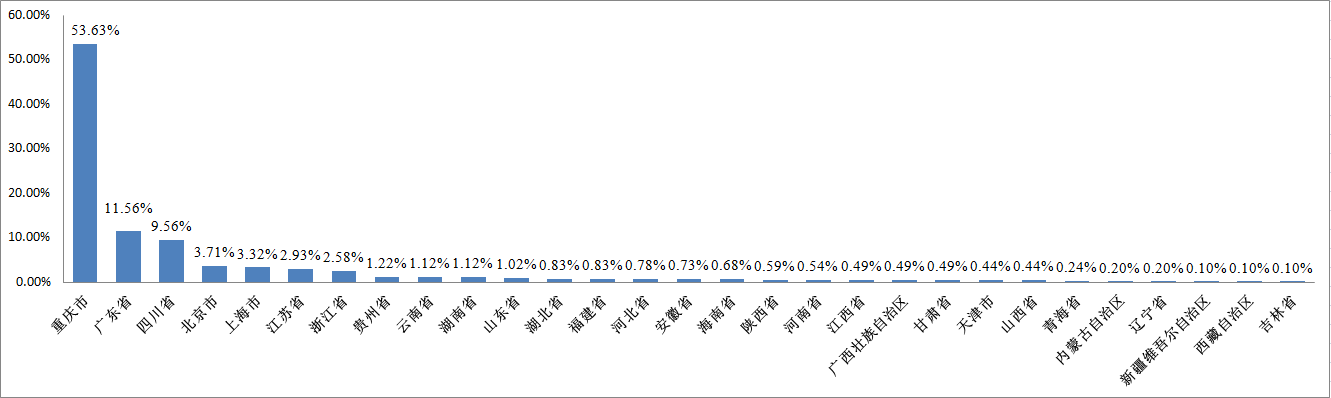 60.00%
50.00%
40.00%
30.00%
20.00%
10.00%
0.00%
53.63%
11.56%
9.56%
3.71%
3.32%
2.93%
2.58%
1.22%
1.12%
1.12%
1.02%
0.83%
0.83%
0.78%
0.73%
0.68%
0.59%
0.54%
0.49%
0.49%
0.49%
0.44%
0.44%
0.24%
0.20%
0.20%
0.10%
0.10%
0.10%
重庆市
广东省
四川省
北京市
上海市
江苏省
浙江省
贵州省
云南省
湖南省
山东省
湖北省
福建省
河北省
安徽省
海南省
陕西省
河南省
江西省
广西壮族自治区
甘肃省
天津市
山西省
青海省
内蒙古自治区
辽宁省
新疆维吾尔自治区
西藏自治区
吉林省